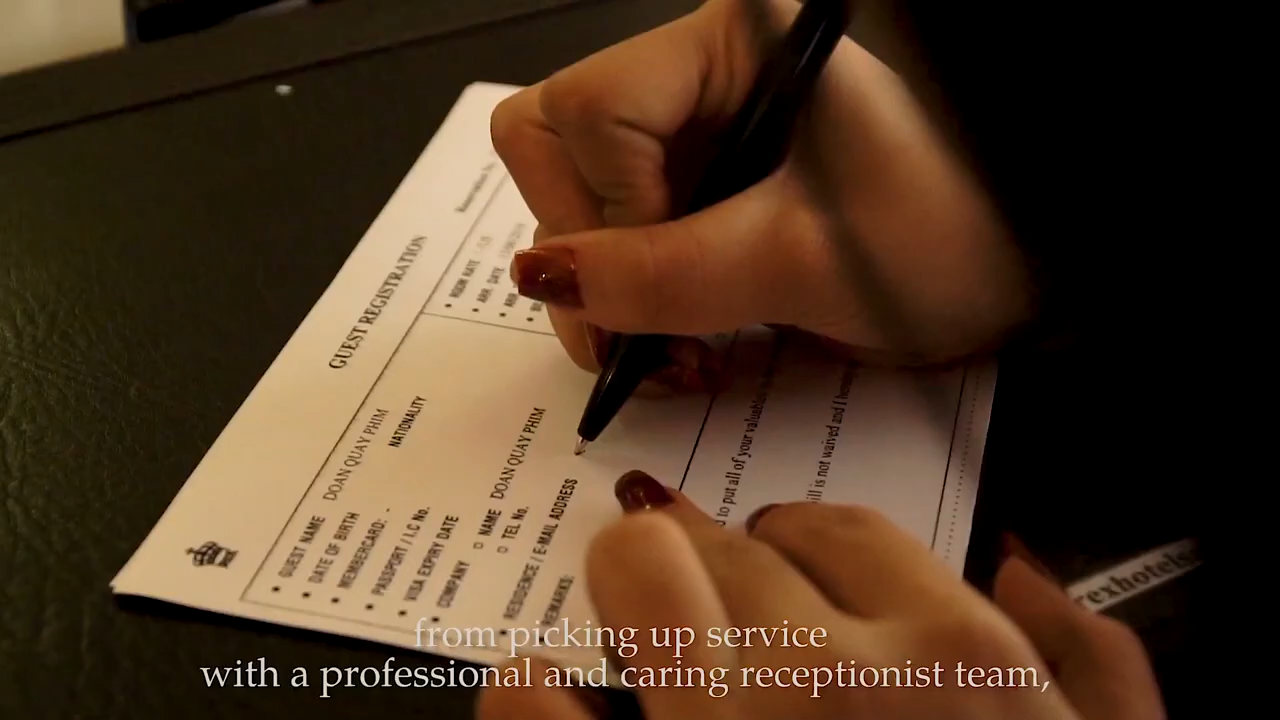 GUEST REGISTRATION
ROOM RATE
ARR. DATE
ARR
GUEST NAME DOAN QUAY PHIM
DATE OF BIRTH NATIONALITY
MEMBERCARD: -
PASSPORT / I.C No.
VISA EXPIRY DATE
COMPANY
NAME DOAN QUAY PHIM
TEL No.
RESIDENCE / E-MAIL ADDRESS
REMARKS:
to put all of your valuables
ill is not waived and I
rexhotels
from picking up service
with a professional and caring receptionist team,